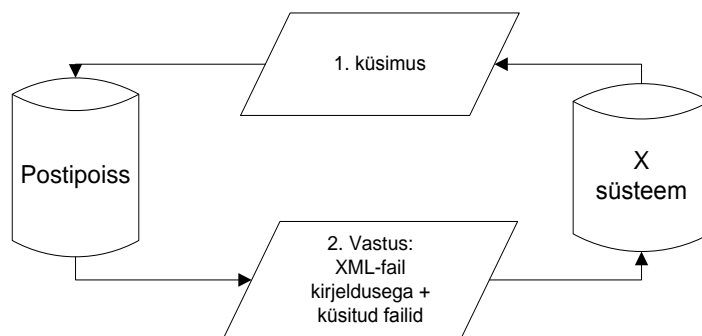 1. küsimus
Postipoiss
X
süsteem
2. Vastus:
XML-fail
kirjeldusega +
küsitud failid